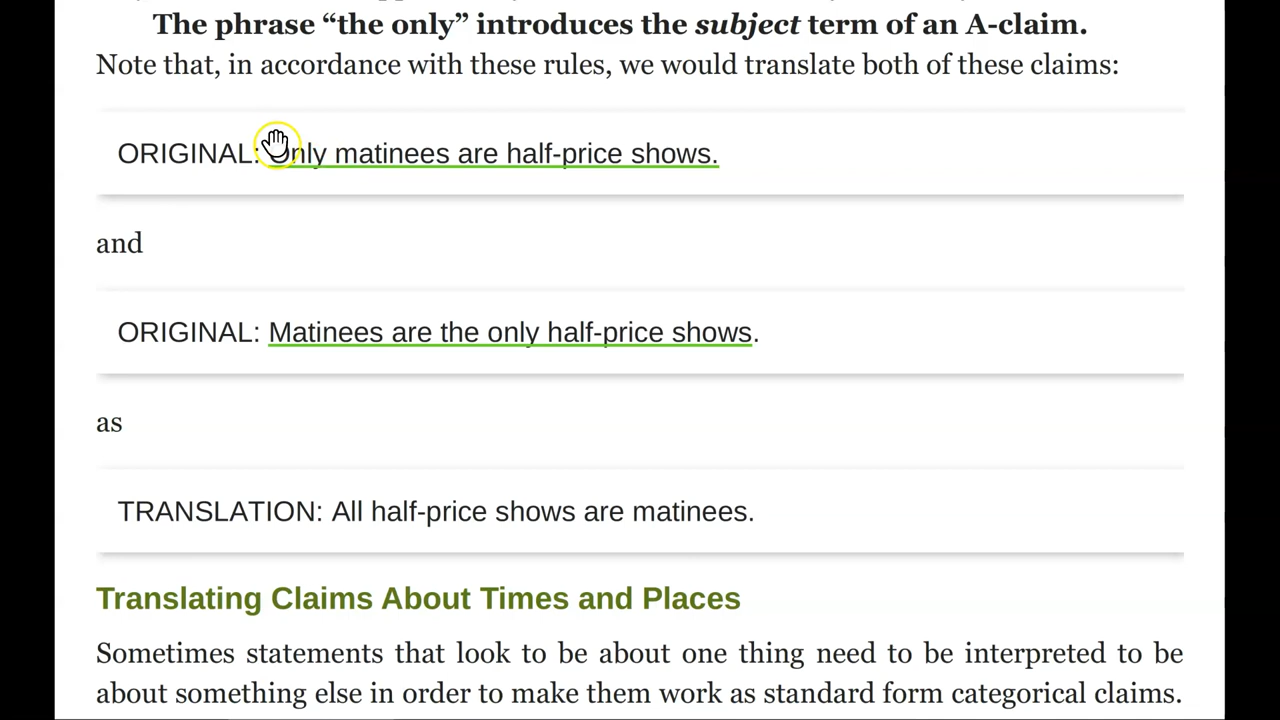 The phrase “the only” introduces the subject term of an A-claim.
Note that, in accordance with these rules, we would translate both of these claims:
ORIGINAL: Only matinees are half-price shows.
and
ORIGINAL: Matinees are the only half-price shows.
as
TRANSLATION: All half-price shows are matinees.
Translating Claims About Times and Places
Sometimes statements that look to be about one thing need to be interpreted to be
about something else in order to make them work as standard form categorical claims.